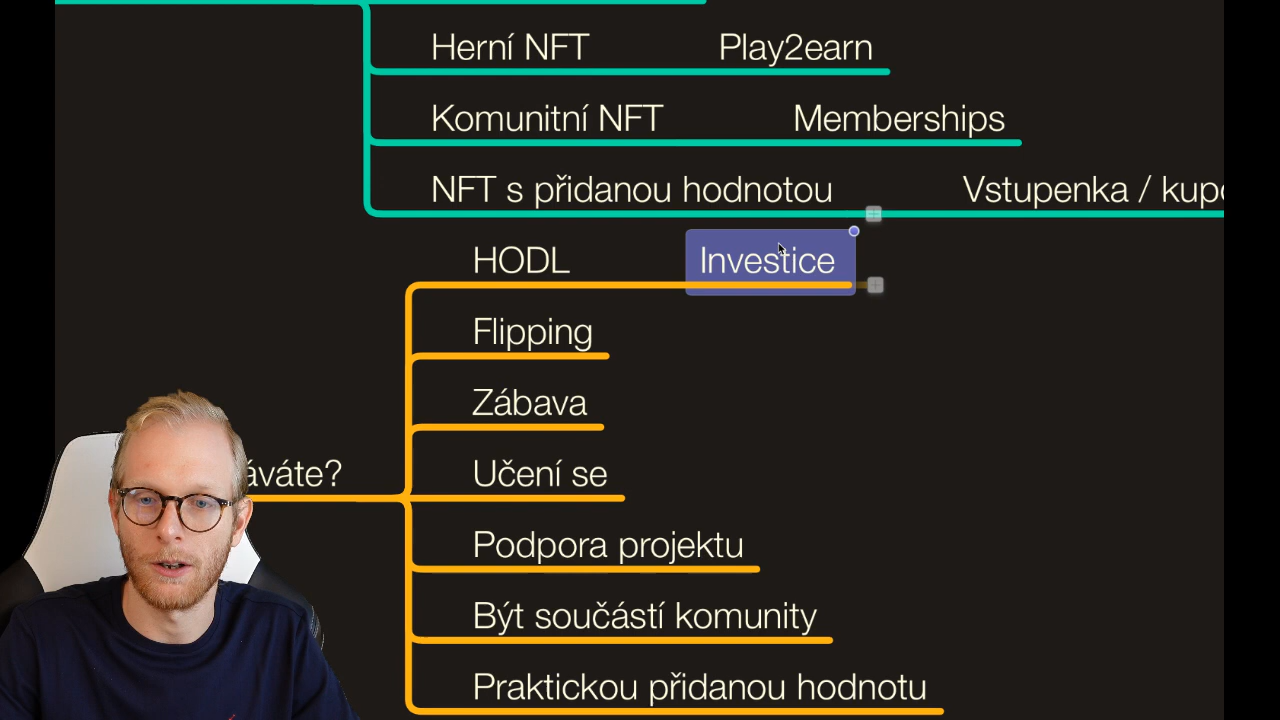 Herní NFT Play2earn
Komunitní NFT Memberships
NFT s přidanou hodnotou Vstupenka /
HODL Investice
Flipping
Zábava
Učení se
Podpora projektu
Být součástí komunity
Praktickou přidanou hodnotu